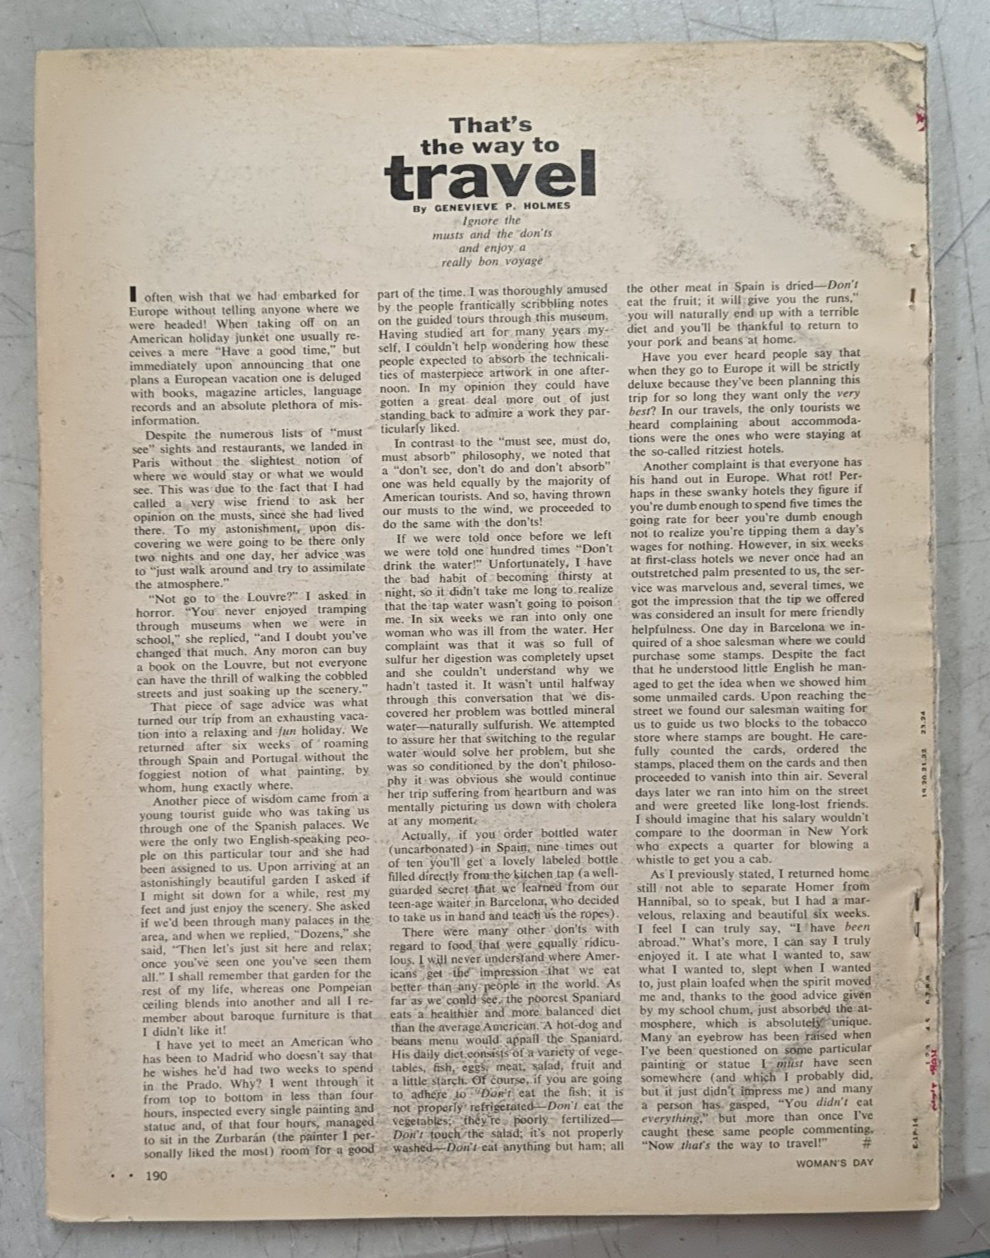 That's
the way to
travel
By GENEVIEVE P. HOLMES
Ignore the
musts and the don'ts
and enjoy a
really bon voyage
I often wish that we had embarked for
Europe without telling anyone where we
were headed! When taking off on an
American holiday junket one usually re-
ceives a mere “Have a good time,” but
immediately upon announcing that one
plans a European vacation one is deluged
with books, magazine articles, language
records and an absolute plethora of mis-
information.
Despite the numerous lists of “must
see” sights and restaurants, we landed in
Paris without the slightest notion of
where we would stay or what we would
see. This was due to the fact that I had
called a very wise friend to ask her
opinion on the musts, since she had lived
there. To my astonishment, upon dis-
covering we were going to be there only
two nights and one day, her advice was
to “just walk around and try to assimilate
the atmosphere.”
“Not go to the Louvre?” I asked in
horror. “You never enjoyed tramping
through museums when we were in
school,” she replied, “and I doubt you've
changed that much. Any moron can buy
a book on the Louvre, but not everyone
can have the thrill of walking the cobbled
streets and just soaking up the scenery.”
That piece of sage advice was what
turned our trip from an exhausting vaca-
tion into a relaxing and fun holiday. We
returned after six weeks of roaming
through Spain and Portugal without the
foggiest notion of what painting, by
whom, hung exactly where.
Another piece of wisdom came from a
young tourist guide who was taking us
through one of the Spanish palaces. We
were the only two English-speaking peo-
ple on this particular tour and she had
been assigned to us. Upon arriving at an
astonishingly beautiful garden I asked if
I might sit down for a while, rest my
feet and just enjoy the scenery. She asked
if we'd been through many palaces in the
area, and when we replied, “Dozens,” she
said, “Then let's just sit here and relax;
once you've seen one you've seen them
all.” I shall remember that garden for the
rest of my life, whereas one Pompeian
ceiling blends into another and all I re-
member about baroque furniture is that
I didn't like it!
I have yet to meet an American who
has been to Madrid who doesn't say that
he wishes he'd had two weeks to spend
in the Prado. Why? I went through it
from top to bottom in less than four
hours, inspected every single painting and
statue and, of that four hours, managed
to sit in the Zurbarán (the painter I per-
sonally liked the most) room for a good
part of the time. I was thoroughly amused
by the people frantically scribbling notes
on the guided tours through this museum.
Having studied art for many years my-
self, I couldn't help wondering how these
people expected to absorb the technicali-
ties of masterpiece artwork in one after-
noon. In my opinion they could have
gotten a great deal more out of just
standing back to admire a work they par-
ticularly liked.
In contrast to the “must see, must do,
must absorb” philosophy, we noted that
a “don't see, don't do and don't absorb”
one was held equally by the majority of
American tourists. And so, having thrown
our musts to the wind, we proceeded to
do the same with the don'ts!
If we were told once before we left
we were told one hundred times “Don't
drink the water!” Unfortunately, I have
the bad habit of becoming thirsty at
night, so it didn't take me long to realize
that the tap water wasn't going to poison
me. In six weeks we ran into only one
woman who was ill from the water. Her
complaint was that it was so full of
sulfur her digestion was completely upset
and she couldn't understand why we
hadn't tasted it. It wasn't until halfway
through this conversation that we dis-
covered her problem was bottled mineral
water—naturally sulfurish. We attempted
to assure her that switching to the regular
water would solve her problem, but she
was so conditioned by the don't philoso-
phy it was obvious she would continue
her trip suffering from heartburn and was
mentally picturing us down with cholera
at any moment.
Actually, if you order bottled water
(uncarbonated) in Spain, nine times out
of ten you'll get a lovely labeled bottle
filled directly from the kitchen tap (a well-
guarded secret that we learned from our
teen-age waiter in Barcelona, who decided
to take us in hand and teach us the ropes).
There were many other don'ts with
regard to food that were equally ridicu-
lous. I will never understand where Amer-
icans get the impression that we eat
better than any people in the world. As
far as we could see, the poorest Spaniard
eats a healthier and more balanced diet
than the average American. A hot-dog and
beans menu would appall the Spaniard.
His daily diet consists of a variety of vege-
tables, fish, eggs, meat, salad, fruit and
a little starch. Of course, if you are going
to adhere to “Don't eat the fish; it is
not properly refrigerated—Don't eat the
vegetables; they're poorly fertilized—
Don't touch the salad; it's not properly
washed—Don't eat anything but ham; all
the other meat in Spain is dried—Don't
eat the fruit; it will give you the runs,”
you will naturally end up with a terrible
diet and you'll be thankful to return to
your pork and beans at home.
Have you ever heard people say that
when they go to Europe it will be strictly
deluxe because they've been planning this
trip for so long they want only the very
best? In our travels, the only tourists we
heard complaining about accommoda-
tions were the ones who were staying at
the so-called ritziest hotels.
Another complaint is that everyone has
his hand out in Europe. What rot! Per-
haps in these swanky hotels they figure if
you're dumb enough to spend five times the
going rate for beer you're dumb enough
not to realize you're tipping them a day's
wages for nothing. However, in six weeks
at first-class hotels we never once had an
outstretched palm presented to us, the ser-
vice was marvelous and, several times, we
got the impression that the tip we offered
was considered an insult for mere friendly
helpfulness. One day in Barcelona we in-
quired of a shoe salesman where we could
purchase some stamps. Despite the fact
that he understood little English he man-
aged to get the idea when we showed him
some unmailed cards. Upon reaching the
street we found our salesman waiting for
us to guide us two blocks to the tobacco
store where stamps are bought. He care-
fully counted the cards, ordered the
stamps, placed them on the cards and then
proceeded to vanish into thin air. Several
days later we ran into him on the street
and were greeted like long-lost friends.
I should imagine that his salary wouldn't
compare to the doorman in New York
who expects a quarter for blowing a
whistle to get you a cab.
As I previously stated, I returned home
still not able to separate Homer from
Hannibal, so to speak, but I had a mar-
velous, relaxing and beautiful six weeks.
I feel I can truly say, “I have been
abroad.” What's more, I can say I truly
enjoyed it. I ate what I wanted to, saw
what I wanted to, slept when I wanted
to, just plain loafed when the spirit moved
me and, thanks to the good advice given
by my school chum, just absorbed the at-
mosphere, which is absolutely unique.
Many an eyebrow has been raised when
I've been questioned on some particular
painting or statue I must have seen
somewhere (and which I probably did,
but it just didn't impress me) and many
a person has gasped, “You didn't eat
everything,” but more than once I've
caught these same people commenting,
“Now that's the way to travel!” #
190
WOMAN'S DAY